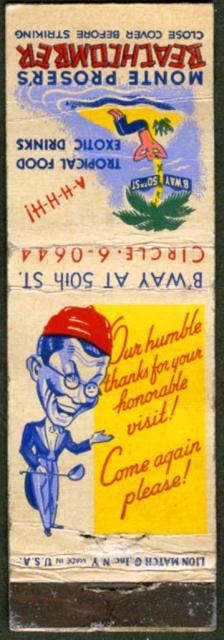 CLOSE COVER BEFORE STRIKING
BEACHCOMBER
MONTE PROSER'S
TROPICAL FOOD
EXOTIC DRINKS
A-H-H-H!
B'WAY 50TH ST
CIRCLE-6-0644
B'WAY AT 50th ST.
Our humble
thanks for your
honorable
visit!
Come again
please!
LION MATCH CO. INC. N.Y. MADE IN U.S.A.